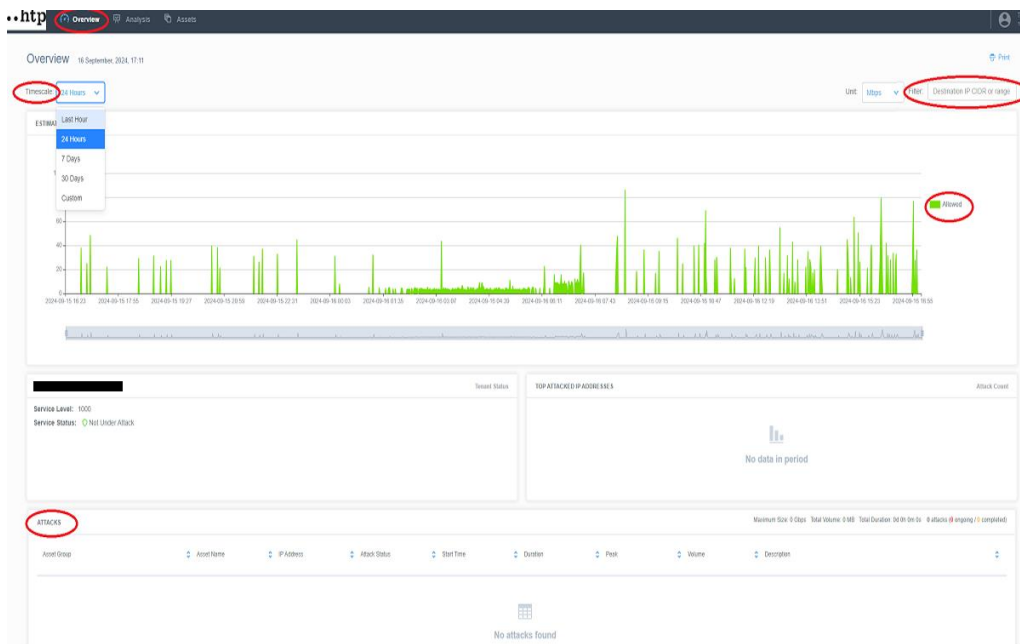 ..htp Overview Analysis Assets
Overview 16 September, 2024, 17:11 Print
Timescale 24 Hours Unit: Mbps Filter: Destination IP CIDR or range
Last Hour
24 Hours
7 Days
30 Days
Custom
60
40
20
0
Allowed
2024-09-15 16:23 2024-09-15 17:55 2024-09-15 19:27 2024-09-15 20:59 2024-09-15 22:31 2024-09-16 00:03 2024-09-16 01:35 2024-09-16 03:07 2024-09-16 04:39 2024-09-16 06:11 2024-09-16 07:43 2024-09-16 09:15 2024-09-16 10:47 2024-09-16 12:19 2024-09-16 13:51 2024-09-16 15:23 2024-09-16 16:55
Tenant Status
Service Level: 1000
Service Status: Not Under Attack
TOP ATTACKED IP ADDRESSES Attack Count
No data in period
ATTACKS Maximum Size: 0 Gbps Total Volume: 0 MB Total Duration: 0d 0h 0m 0s 0 attacks (0 ongoing / 0 completed)
Asset Group Asset Name IP Address Attack Status Start Time Duration Peak Volume Description
No attacks found